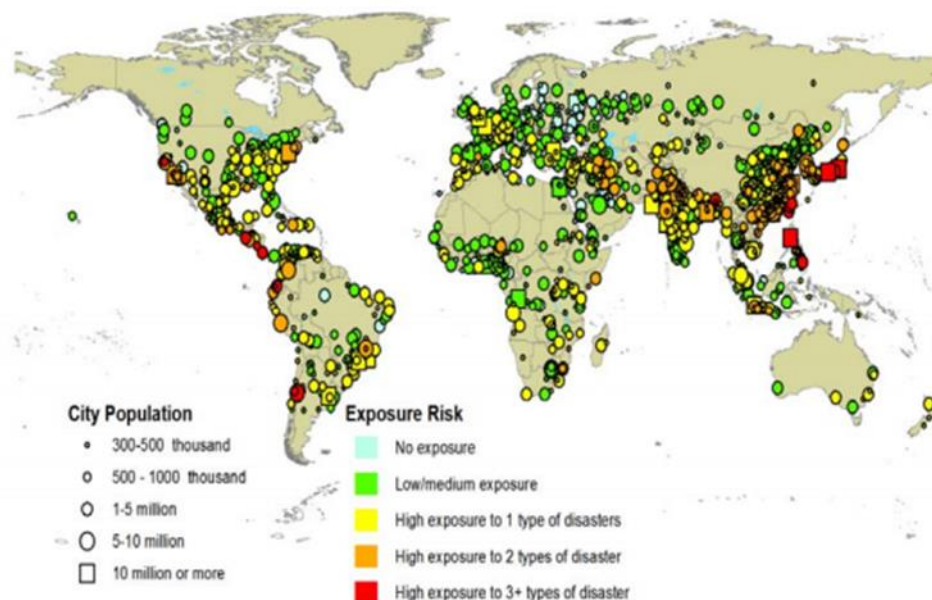 City Population
300-500 thousand
500 - 1000 thousand
1-5 million
5-10 million
10 million or more
Exposure Risk
No exposure
Low/medium exposure
High exposure to 1 type of disasters
High exposure to 2 types of disaster
High exposure to 3+ types of disaster